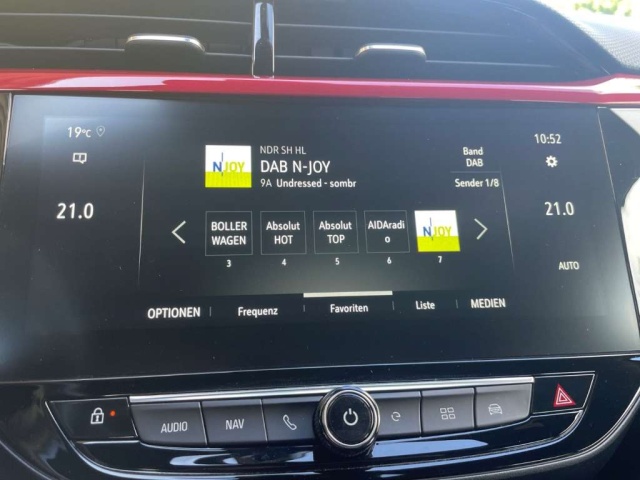 19°C
10:52
NDR SH HL
DAB N-JOY
9A Undressed - sombr
Band
DAB
Sender 1/8
N-JOY
21.0
21.0
BOLLER
WAGEN
Absolut
HOT
Absolut
TOP
AIDAradi
o
N-JOY
3 4 5 6 7
AUTO
OPTIONEN Frequenz Favoriten Liste MEDIEN
AUDIO NAV